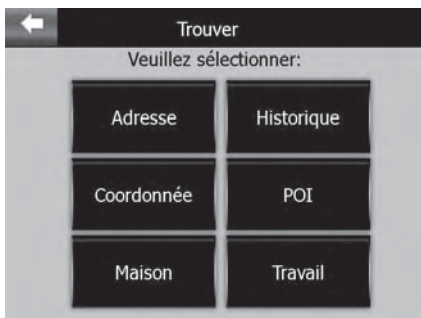 Trouver
Veuillez sélectionner:
Adresse Historique
Coordonnée POI
Maison Travail